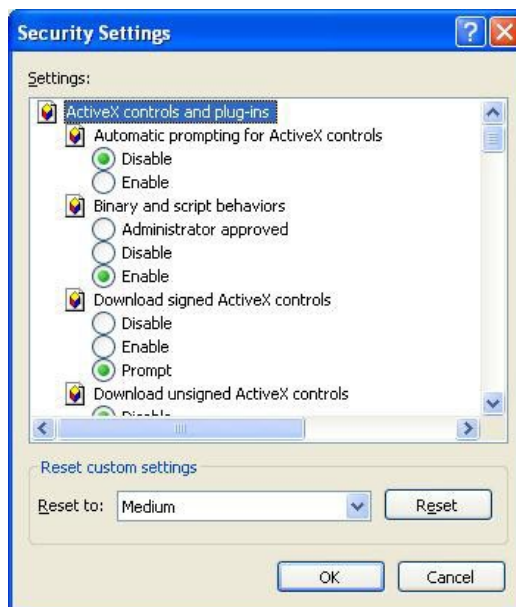 Security Settings
Settings:
ActiveX controls and plug-ins
Automatic prompting for ActiveX controls
Disable
Enable
Binary and script behaviors
Administrator approved
Disable
Enable
Download signed ActiveX controls
Disable
Enable
Prompt
Download unsigned ActiveX controls
Disable
Reset custom settings
Reset to: Medium Reset
OK Cancel